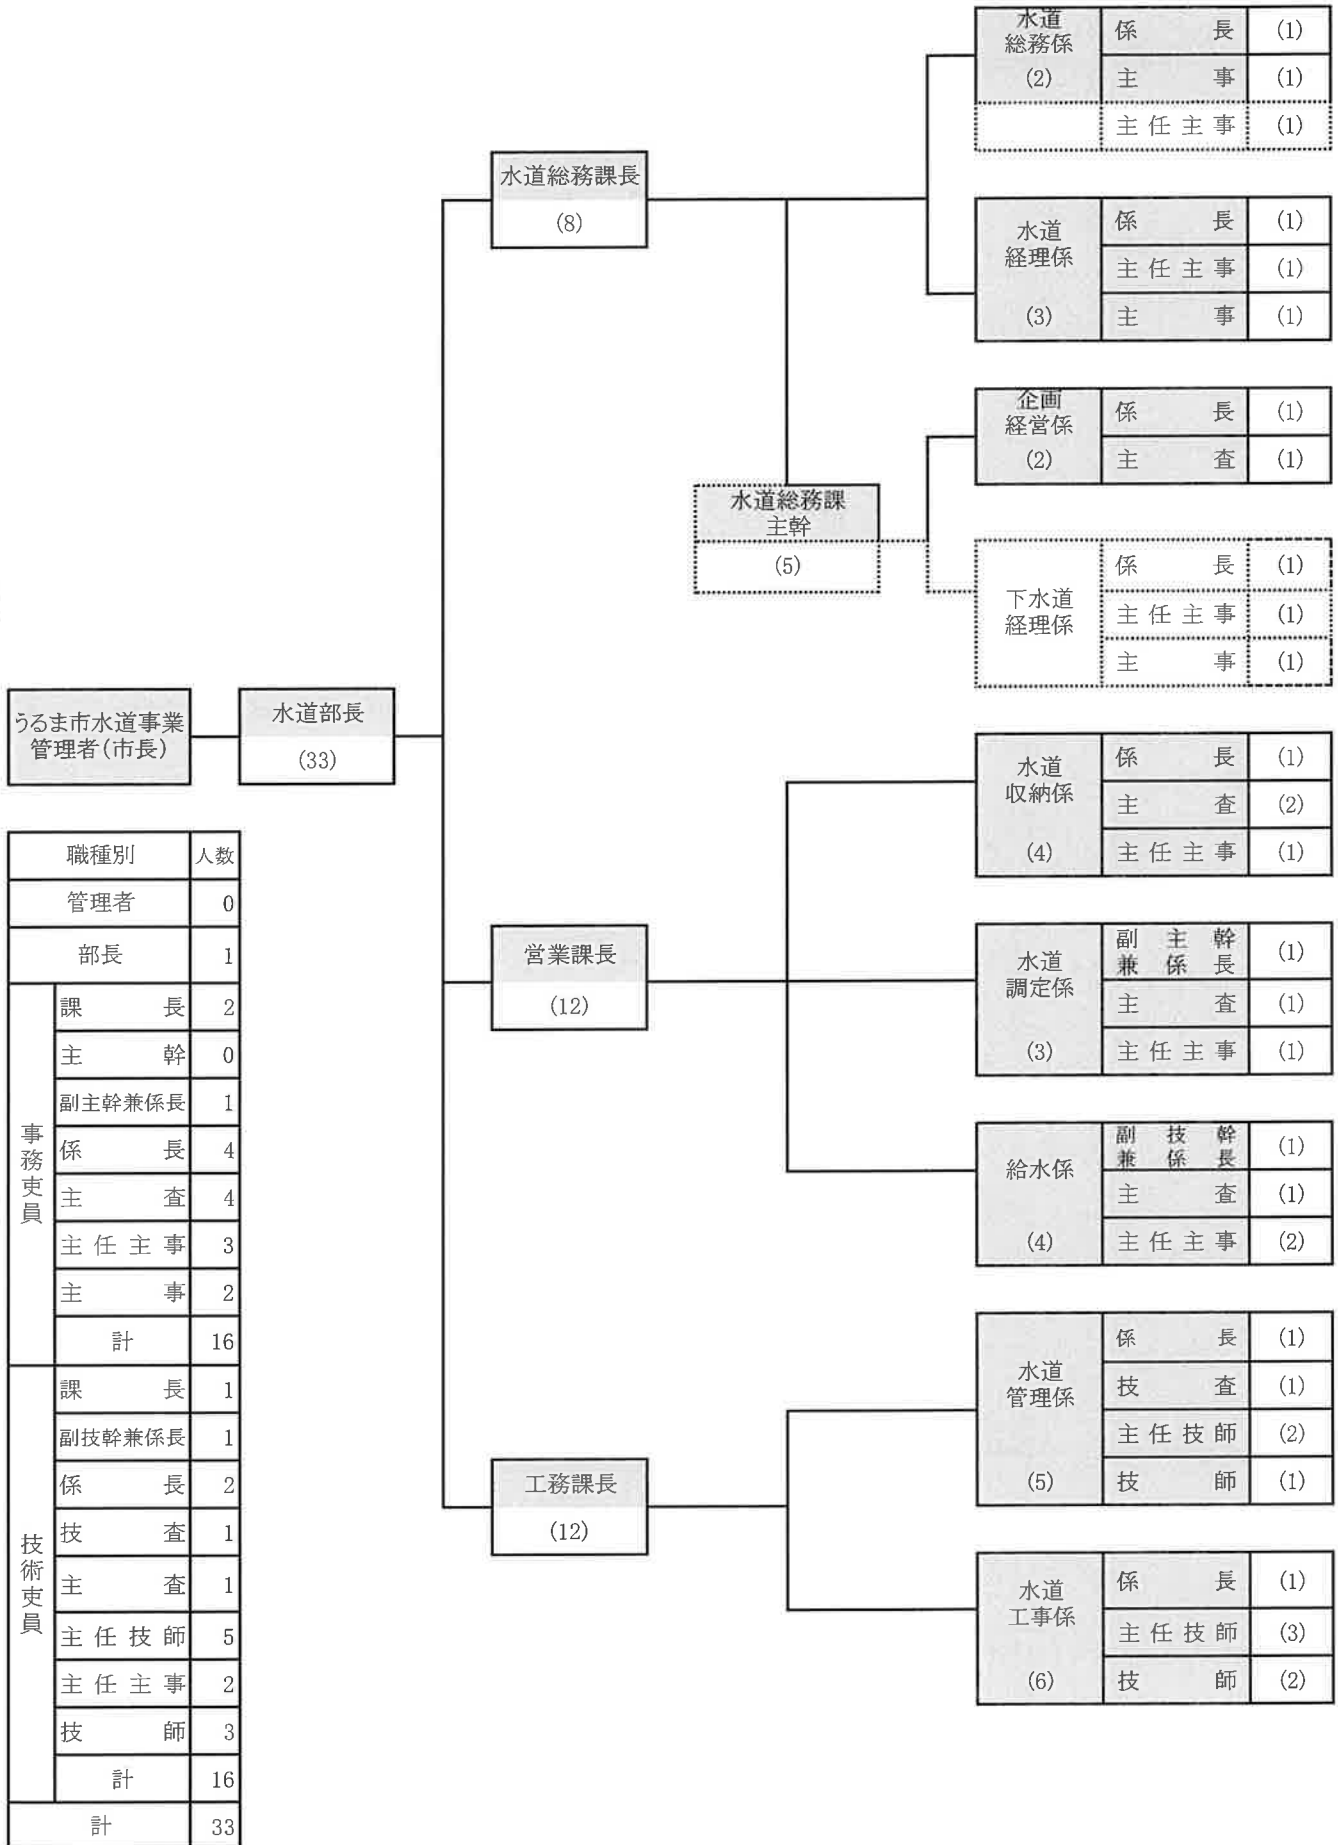 うるま市水道事業
管理者(市長)
水道部長
(33)
水道総務課長
(8)
水道総務課
主幹
(5)
営業課長
(12)
工務課長
(12)
水道
総務係
(2)
係長 (1)
主事 (1)
主任主事 (1)
水道
経理係
(3)
係長 (1)
主任主事 (1)
主事 (1)
企画
経営係
(2)
係長 (1)
主査 (1)
下水道
経理係
係長 (1)
主任主事 (1)
主事 (1)
水道
収納係
(4)
係長 (1)
主査 (2)
主任主事 (1)
水道
調定係
(3)
副主幹
兼係長 (1)
主査 (1)
主任主事 (1)
給水係
(4)
副技幹
兼係長 (1)
主査 (1)
主任主事 (2)
水道
管理係
(5)
係長 (1)
技査 (1)
主任技師 (2)
技師 (1)
水道
工事係
(6)
係長 (1)
主任技師 (3)
技師 (2)
職種別 人数
管理者 0
部長 1
事務吏員
課長 2
主幹 0
副主幹兼係長 1
係長 4
主査 4
主任主事 3
主事 2
計 16
技術吏員
課長 1
副技幹兼係長 1
係長 2
技査 1
主査 1
主任技師 5
主任主事 2
技師 3
計 16
計 33